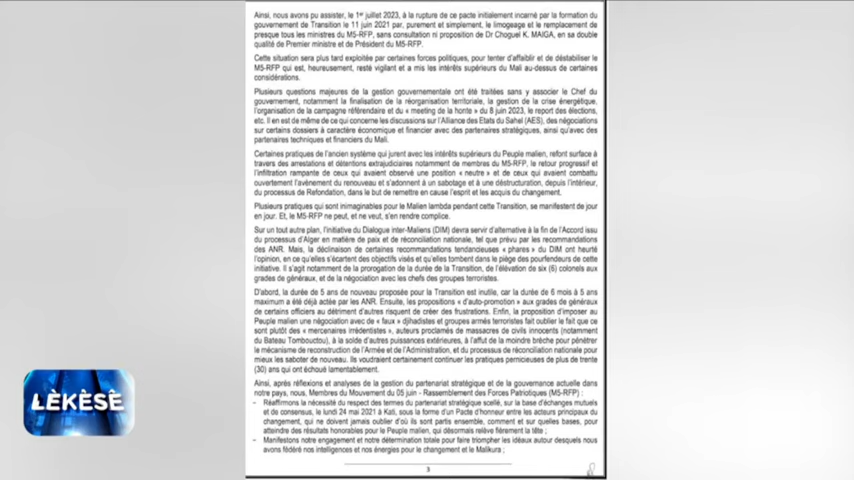 Ainsi, nous avons pu assister, le 1er juillet 2023, à la rupture de ce pacte initialement incarné par la formation du
gouvernement de Transition le 11 juin 2021 par, purement et simplement, le limogeage et le remplacement de
presque tous les ministres du M5-RFP, sans consultation ni proposition de Dr Choguel K. MAIGA, en sa double
qualité de Premier ministre et de Président du M5-RFP.
Cette situation sera plus tard exploitée par certaines forces politiques, pour tenter d'affaiblir et de déstabiliser le
M5-RFP qui est, heureusement, resté vigilant et a mis les intérêts supérieurs du Mali au-dessus de certaines
considérations.
Plusieurs questions majeures de la gestion gouvernementale ont été traitées sans y associer le Chef du
gouvernement, notamment la finalisation de la réorganisation territoriale, la gestion de la crise énergétique,
l'organisation de la campagne référendaire et du « meeting de la honte » du 8 juin 2023, le report des élections,
etc. Il en est de même de ce qui concerne les discussions sur l'Alliance des Etats du Sahel (AES), des négociations
sur certains dossiers à caractère économique et financier avec des partenaires stratégiques, ainsi qu'avec des
partenaires techniques et financiers du Mali.
Certaines pratiques de l'ancien système qui jurent avec les intérêts supérieurs du Peuple malien, refont surface à
travers des arrestations et détentions extrajudiciaires notamment de membres du M5-RFP, le retour progressif et
l'infiltration rampante de ceux qui avaient observé une position « neutre » et de ceux qui avaient combattu
ouvertement l'avènement du renouveau et s'adonnent à un sabotage et à une déstructuration, depuis l'intérieur,
du processus de Refondation, dans le but de remettre en cause l'esprit et les acquis du changement.
Plusieurs pratiques qui sont inimaginables pour le Malien lambda pendant cette Transition, se manifestent de jour
en jour. Et, le M5-RFP ne peut, et ne veut, s'en rendre complice.
Sur un tout autre plan, l'initiative du Dialogue inter-Maliens (DIM) devra servir d'alternative à la fin de l'Accord issu
du processus d'Alger en matière de paix et de réconciliation nationale, tel que prévu par les recommandations
des ANR. Mais, la déclinaison de certaines recommandations tendancieuses « phares » du DIM ont heurté
l'opinion, en ce qu'elles s'écartent des objectifs visés et qu'elles tombent dans le piège des pourfendeurs de cette
initiative. Il s'agit notamment de la prorogation de la durée de la Transition, de l'élévation de six (6) colonels aux
grades de généraux, et de la négociation avec les chefs des groupes terroristes.
D'abord, la durée de 5 ans de nouveau proposée pour la Transition est inutile, car la durée de 6 mois à 5 ans
maximum a été déjà actée par les ANR. Ensuite, les propositions « d'auto-promotion » aux grades de généraux
de certains officiers au détriment d'autres risquent de créer des frustrations. Enfin, la proposition d'imposer au
Peuple malien une négociation avec de « faux » djihadistes et groupes armés terroristes fait oublier le fait que ce
sont plutôt des « mercenaires irrédentistes », auteurs proclamés de massacres de civils innocents (notamment
du Bateau Tombouctou), à la solde d'autres puissances extérieures, à l'affut de la moindre brèche pour pénétrer
le mécanisme de reconstruction de l'Armée et de l'Administration, et du processus de réconciliation nationale pour
mieux les saboter de nouveau. Ils voudraient certainement continuer les pratiques pernicieuses de plus de trente
(30) ans qui ont échoué lamentablement.
Ainsi, après réflexions et analyses de la gestion du partenariat stratégique et de la gouvernance actuelle dans
notre pays, nous, Membres du Mouvement du 05 juin - Rassemblement des Forces Patriotiques (M5-RFP) :
- Réaffirmons la nécessité du respect des termes du partenariat stratégique scellé, sur la base d'échanges mutuels
et de consensus, le lundi 24 mai 2021 à Kati, sous la forme d'un Pacte d'honneur entre les acteurs principaux du
changement, qui ne doivent jamais oublier d'où ils sont partis ensemble, comment et sur quelles bases, pour
atteindre des résultats honorables pour le Peuple malien, qui désormais relève fièrement la tête ;
- Manifestons notre engagement et notre détermination totale pour faire triompher les idéaux autour desquels nous
avons fédéré nos intelligences et nos énergies pour le changement et le Malikura ;
3
LÈKÈSÈ